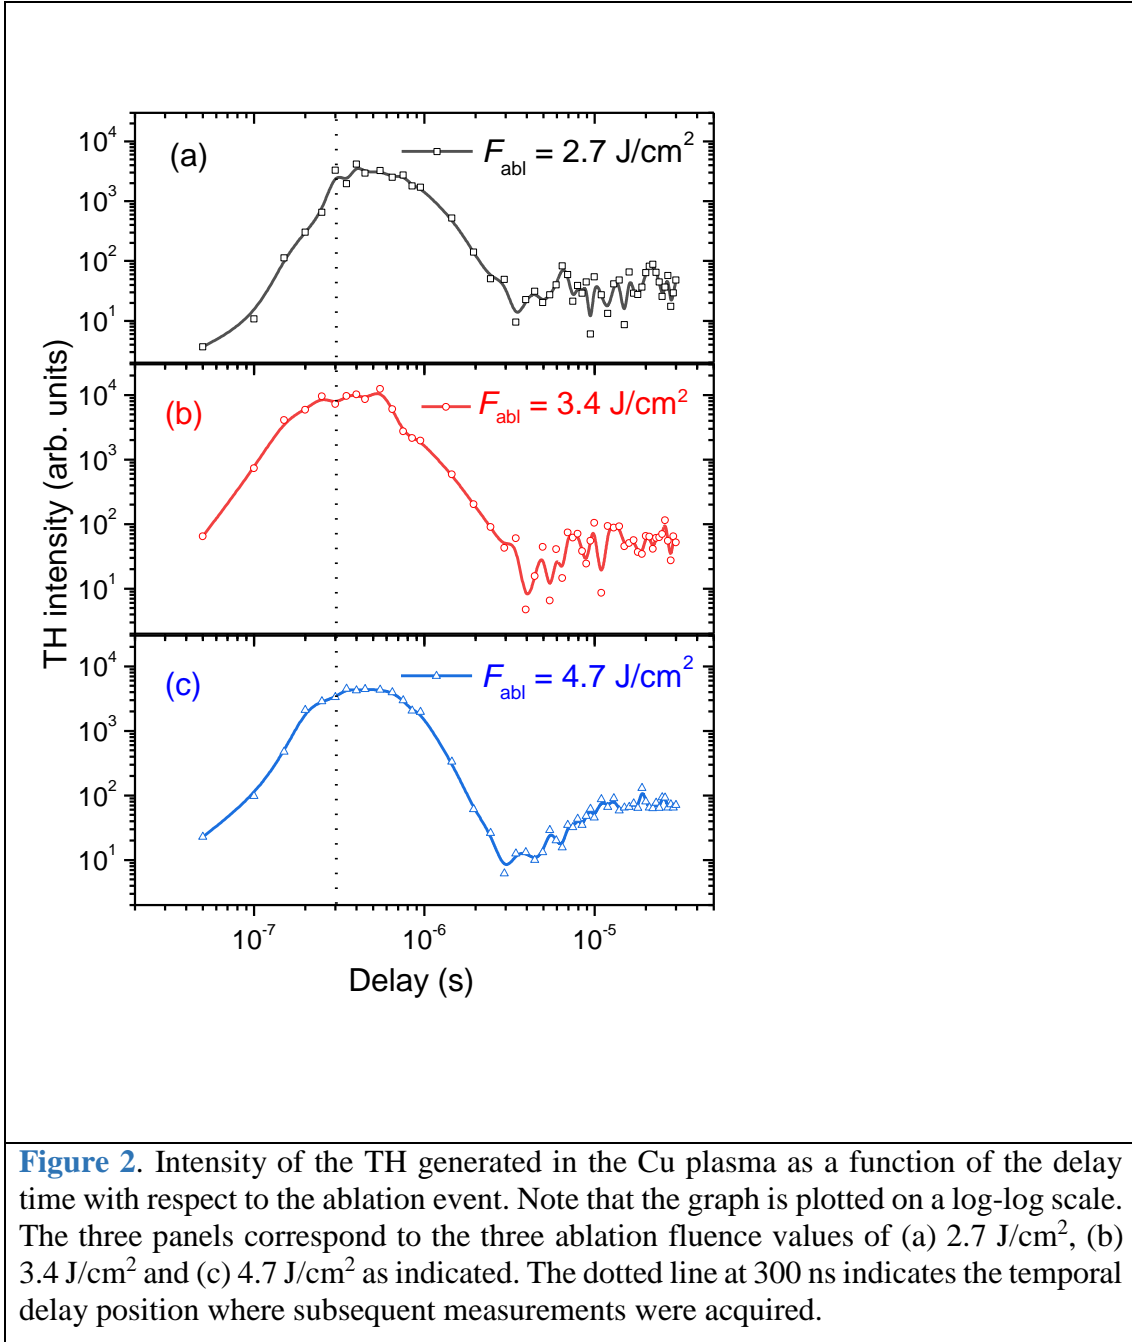 (a)
F_abl = 2.7 J/cm²
10⁴
10³
10²
10¹
(b)
F_abl = 3.4 J/cm²
10⁴
10³
10²
10¹
(c)
F_abl = 4.7 J/cm²
10⁴
10³
10²
10¹
TH intensity (arb. units)
10⁻⁷ 10⁻⁶ 10⁻⁵
Delay (s)
Figure 2. Intensity of the TH generated in the Cu plasma as a function of the delay
time with respect to the ablation event. Note that the graph is plotted on a log-log scale.
The three panels correspond to the three ablation fluence values of (a) 2.7 J/cm², (b)
3.4 J/cm² and (c) 4.7 J/cm² as indicated. The dotted line at 300 ns indicates the temporal
delay position where subsequent measurements were acquired.